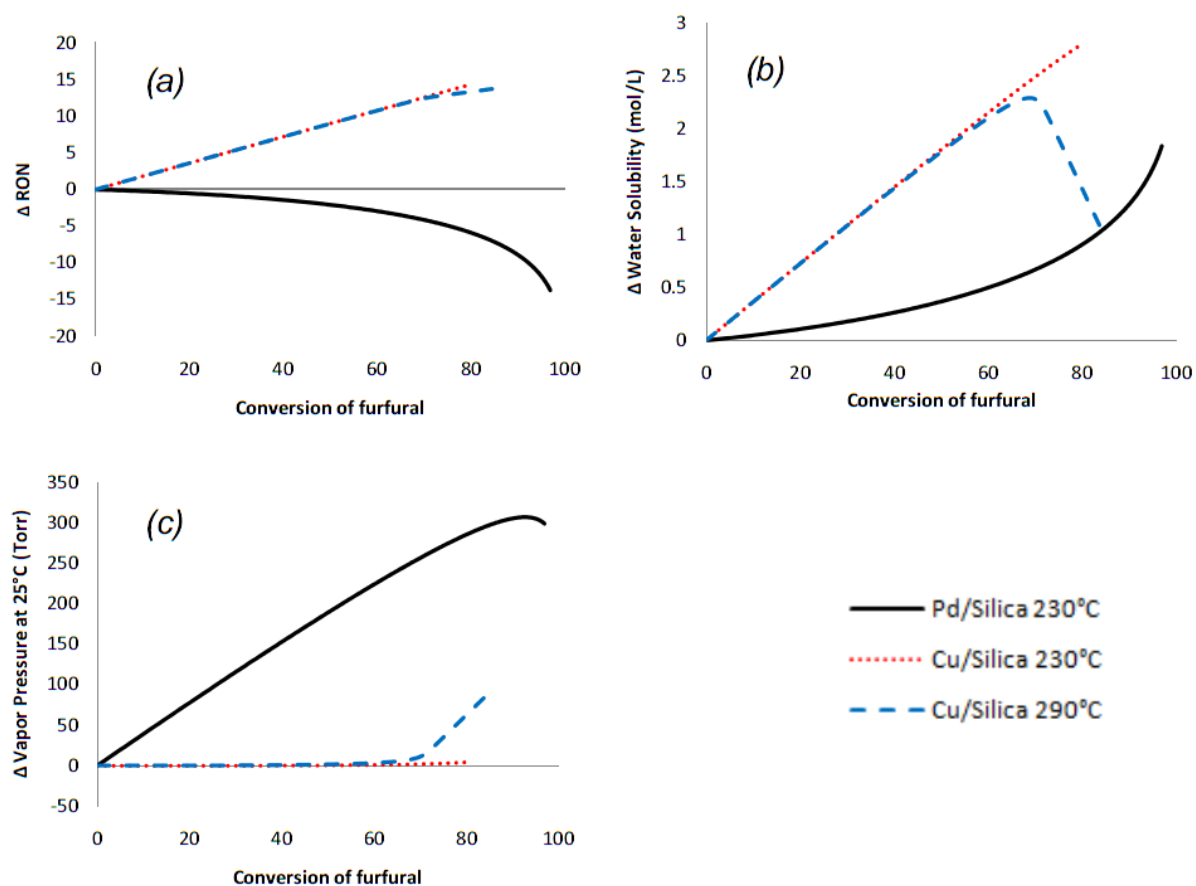 (a)
Δ RON
20
15
10
5
0
-5
-10
-15
-20
0 20 40 60 80 100
Conversion of furfural
(b)
Δ Water Solubility (mol/L)
3
2.5
2
1.5
1
0.5
0
0 20 40 60 80 100
Conversion of furfural
(c)
Δ Vapor Pressure at 25°C (Torr)
350
300
250
200
150
100
50
0
-50
0 20 40 60 80 100
Conversion of furfural
Pd/Silica 230°C
Cu/Silica 230°C
Cu/Silica 290°C